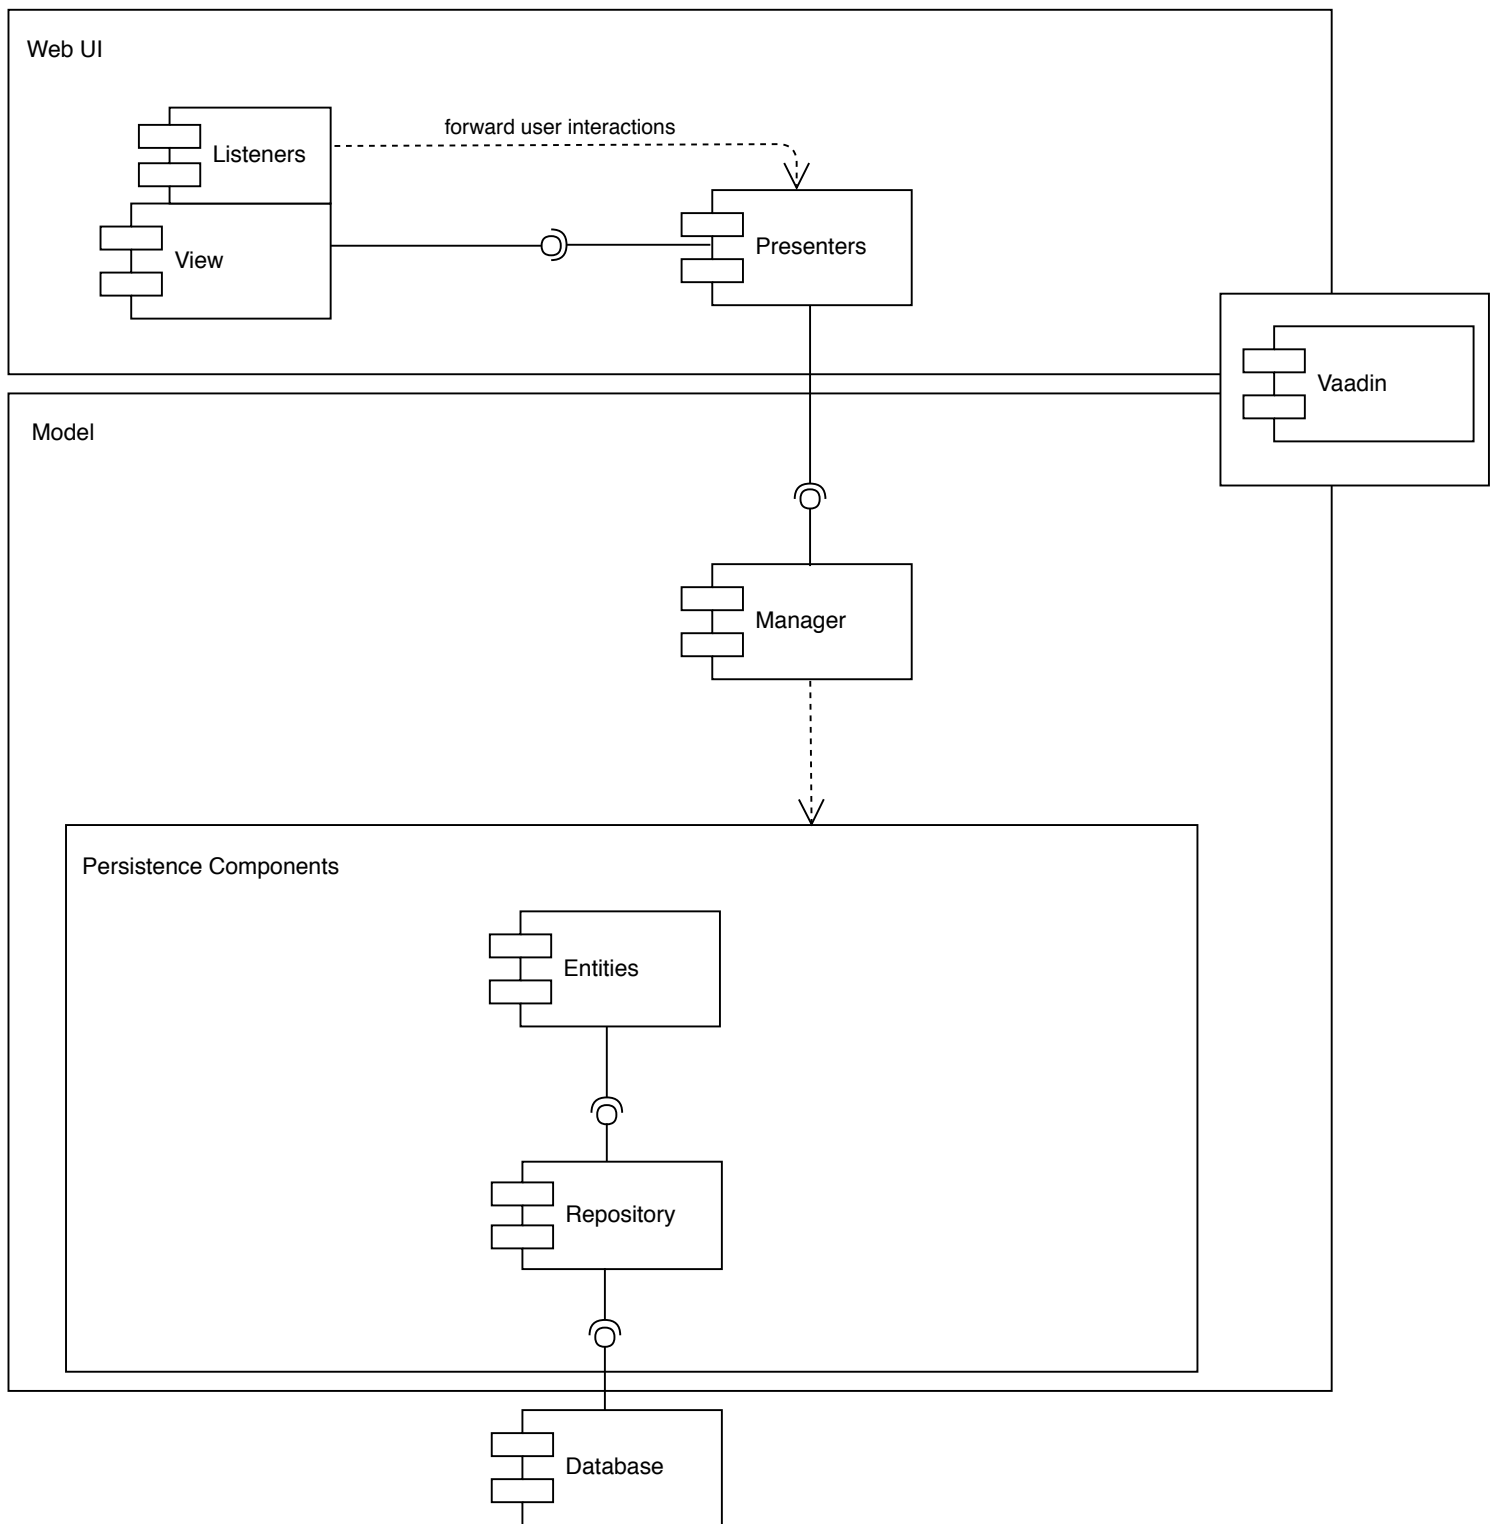 Web UI
forward user interactions
Listeners
View
Presenters
Vaadin
Model
Manager
Persistence Components
Entities
Repository
Database